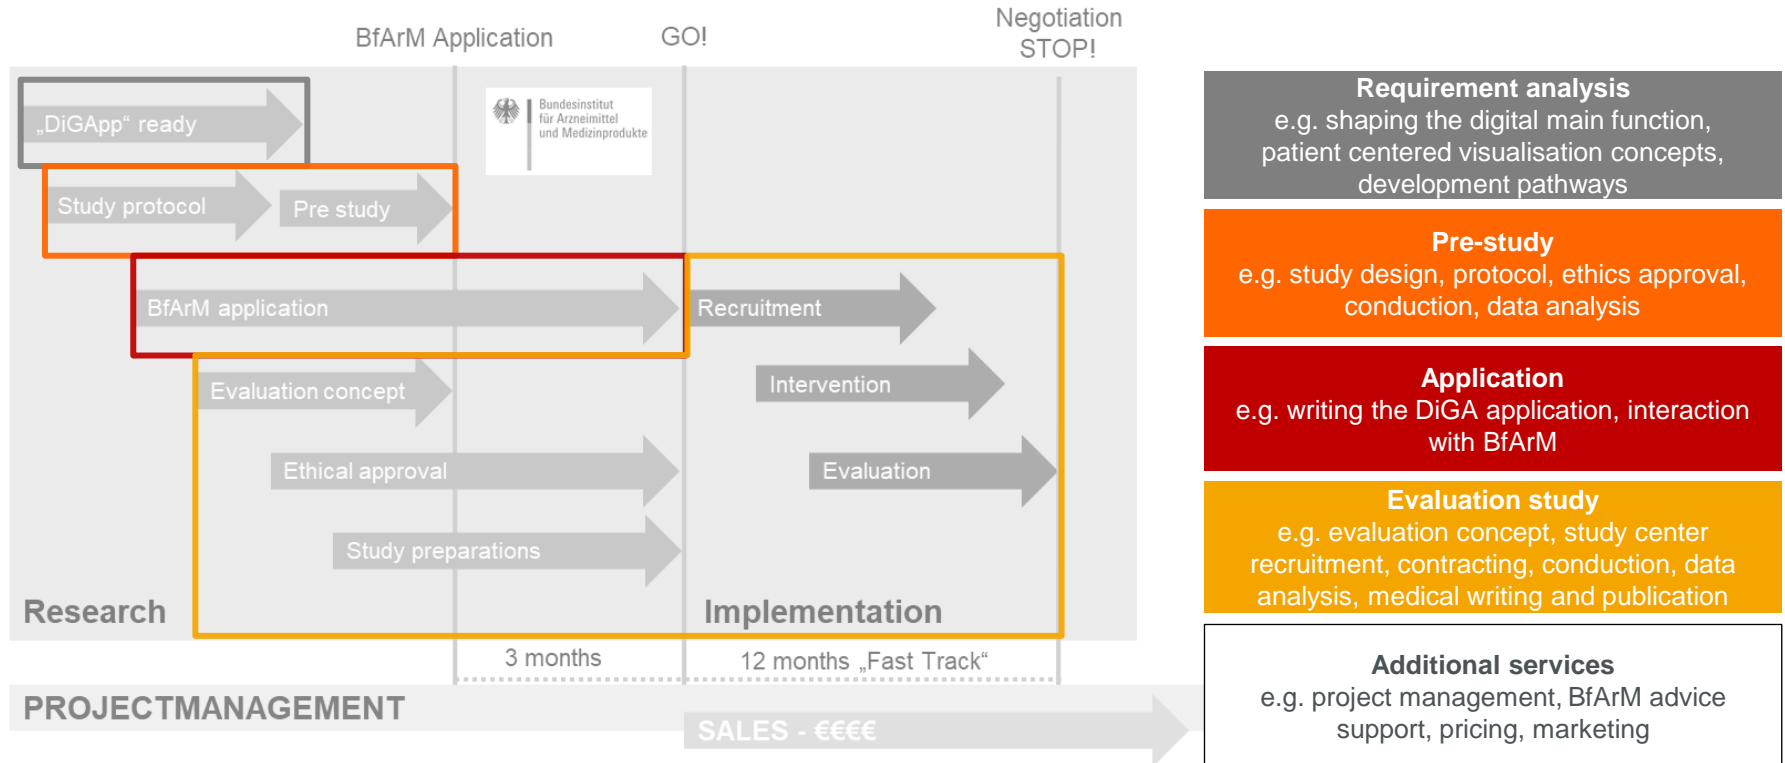 BfArM Application
GO!
Negotiation
STOP!
„DiGApp“ ready
Bundesinstitut
für Arzneimittel
und Medizinprodukte
Study protocol
Pre study
BfArM application
Recruitment
Evaluation concept
Intervention
Ethical approval
Evaluation
Study preparations
Research
Implementation
3 months
12 months „Fast Track“
PROJECTMANAGEMENT
SALES - €€€€
Requirement analysis
e.g. shaping the digital main function,
patient centered visualisation concepts,
development pathways
Pre-study
e.g. study design, protocol, ethics approval,
conduction, data analysis
Application
e.g. writing the DiGA application, interaction
with BfArM
Evaluation study
e.g. evaluation concept, study center
recruitment, contracting, conduction, data
analysis, medical writing and publication
Additional services
e.g. project management, BfArM advice
support, pricing, marketing